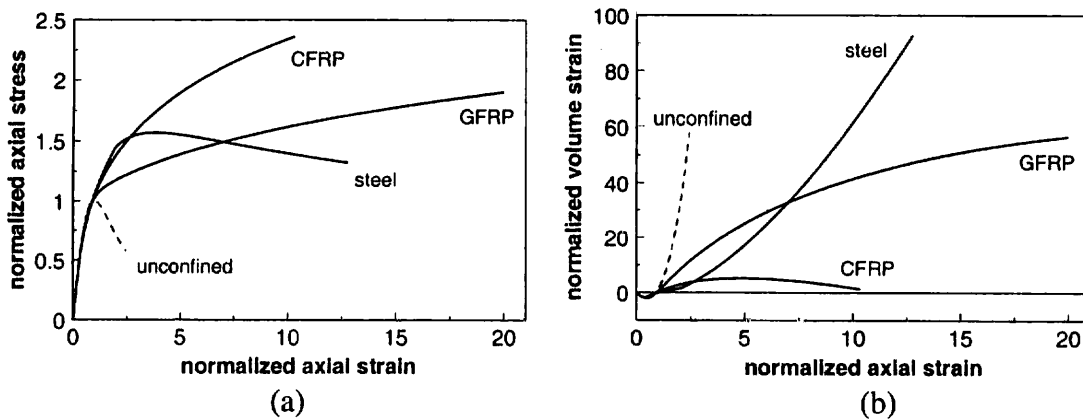 2.5
2
1.5
1
0.5
0
0
5
10
15
20
normalized axial stress
normalized axial strain
CFRP
GFRP
steel
unconfined
(a)
100
80
60
40
20
0
0
5
10
15
20
normalized volume strain
normalized axial strain
steel
unconfined
GFRP
CFRP
(b)